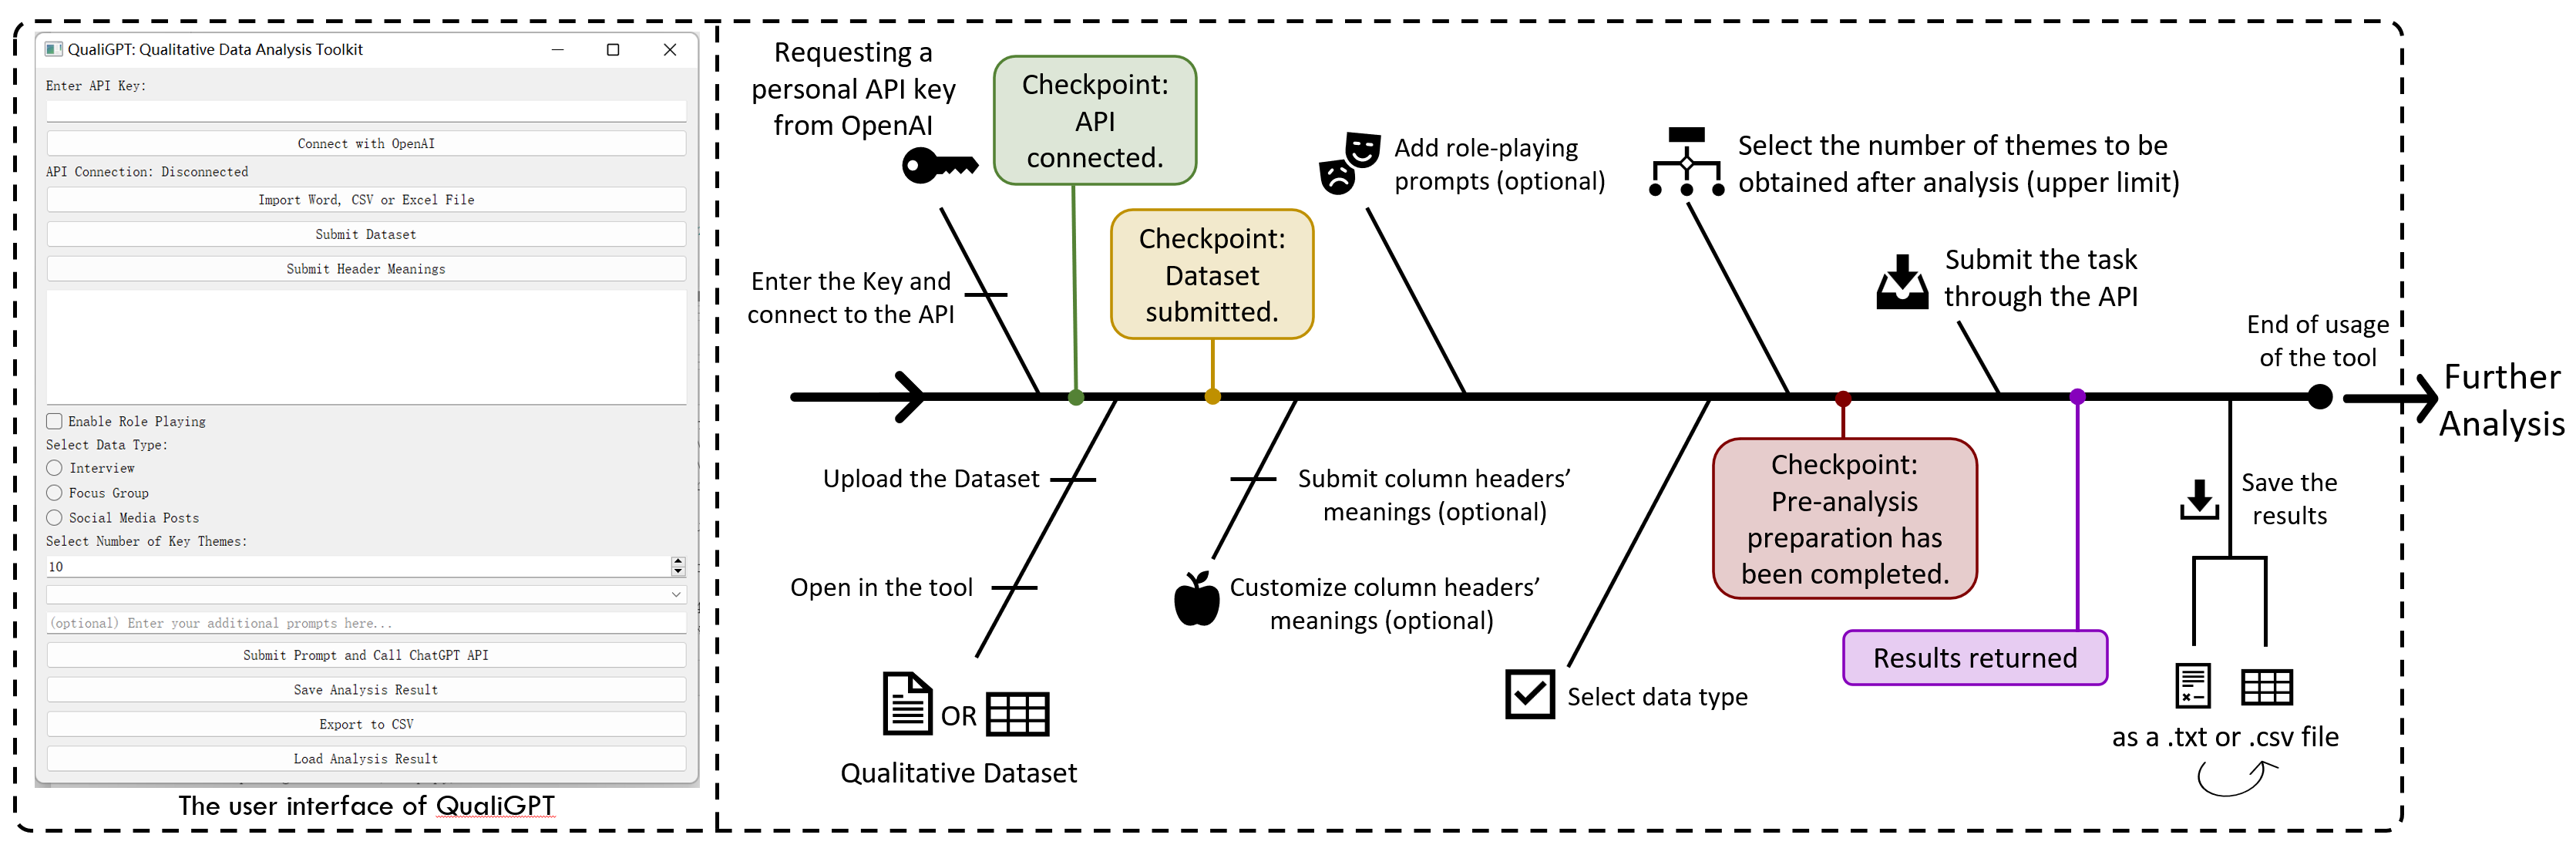 QualiGPT: Qualitative Data Analysis Toolkit
Enter API Key:
Connect with OpenAI
API Connection: Disconnected
Import Word, CSV or Excel File
Submit Dataset
Submit Header Meanings
Enable Role Playing
Select Data Type:
Interview
Focus Group
Social Media Posts
Select Number of Key Themes:
10
(optional) Enter your additional prompts here...
Submit Prompt and Call ChatGPT API
Save Analysis Result
Export to CSV
Load Analysis Result
The user interface of QualiGPT
Requesting a
personal API key
from OpenAI
Enter the Key and
connect to the API
Checkpoint:
API
connected.
Checkpoint:
Dataset
submitted.
Add role-playing
prompts (optional)
Select the number of themes to be
obtained after analysis (upper limit)
Submit the task
through the API
End of usage
of the tool
Further
Analysis
Upload the Dataset
Open in the tool
OR
Qualitative Dataset
Submit column headers’
meanings (optional)
Customize column headers’
meanings (optional)
Select data type
Checkpoint:
Pre-analysis
preparation has
been completed.
Results returned
Save the
results
as a .txt or .csv file